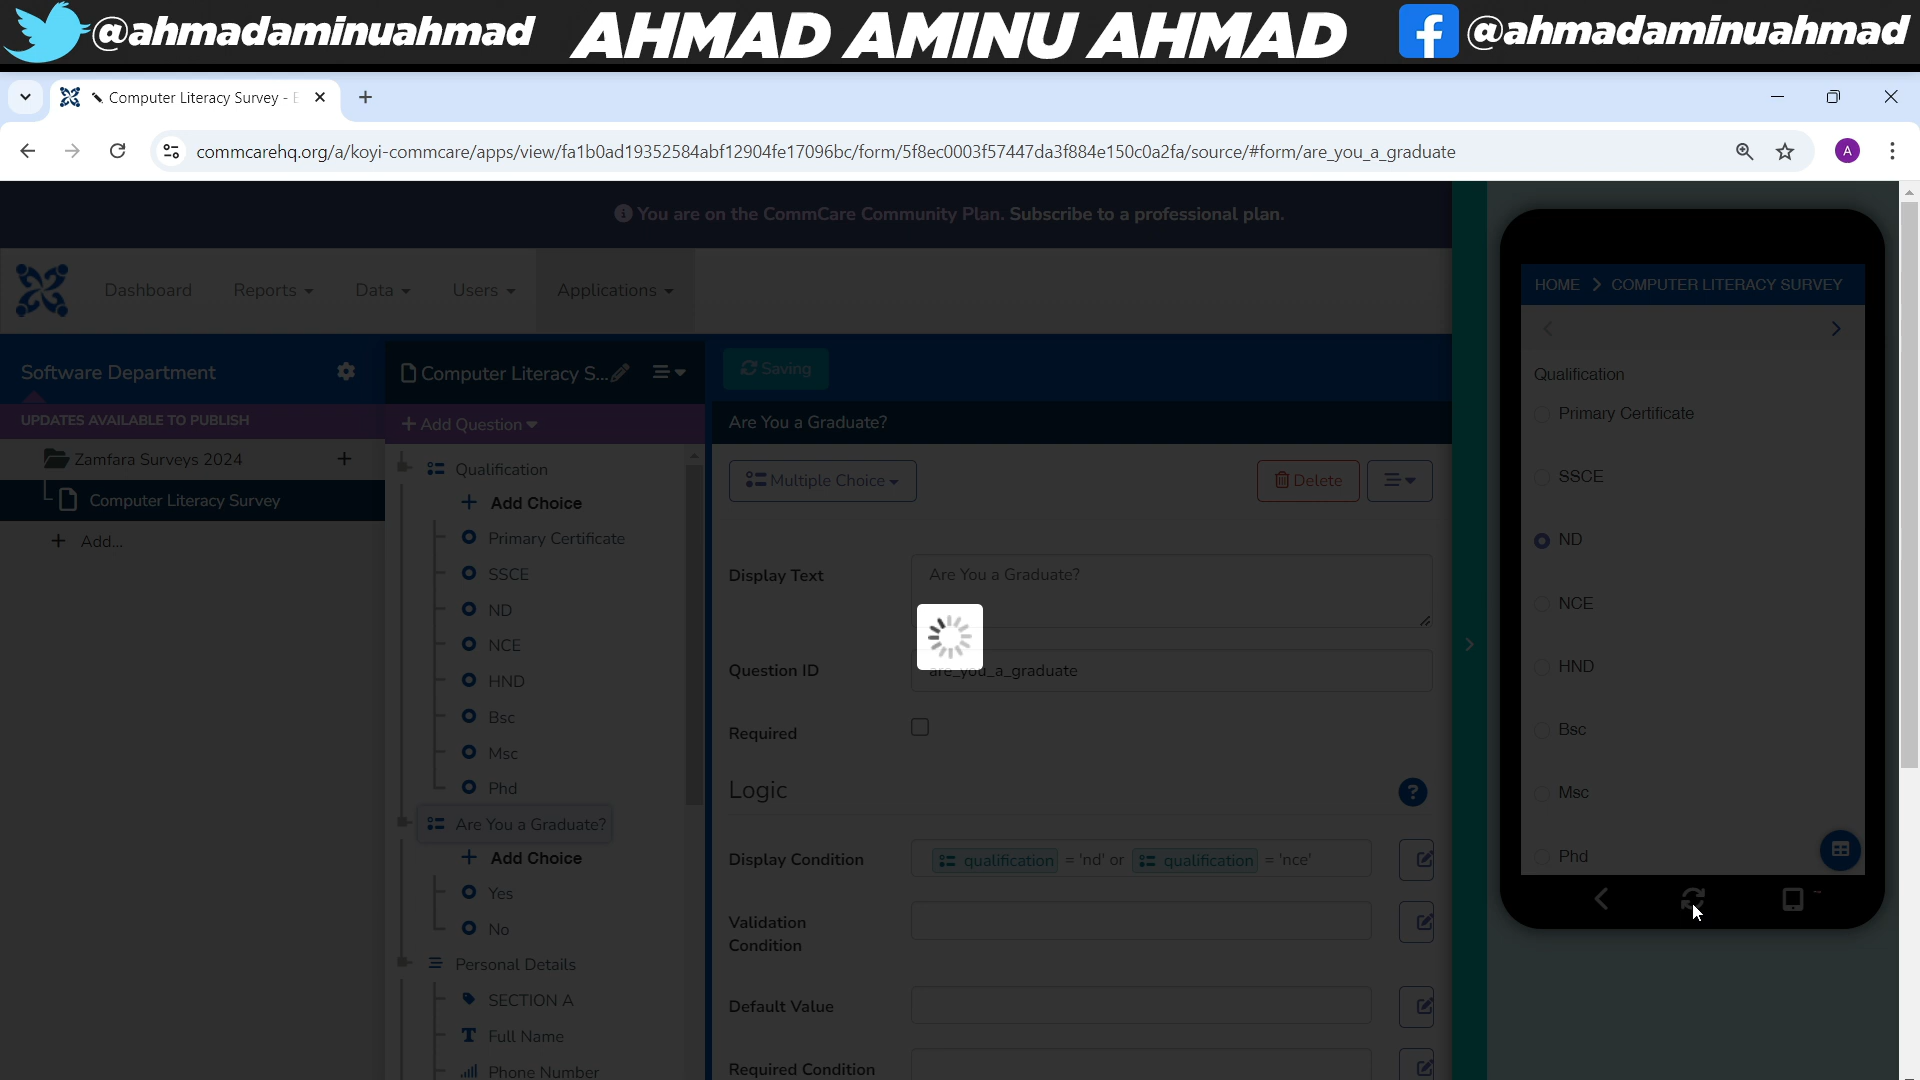 @ahmadaminuahmad AHMAD AMINU AHMAD @ahmadaminuahmad
Computer Literacy Survey - E
commcarehq.org/a/koyi-commcare/apps/view/fa1b0ad19352584abf12904fe17096bc/form/5f8ec0003f57447da3f884e150c0a2fa/source/#form/are_you_a_graduate
A
You are on the CommCare Community Plan. Subscribe to a professional plan.
Dashboard Reports Data Users Applications
Software Department
UPDATES AVAILABLE TO PUBLISH
Zamfara Surveys 2024
Computer Literacy Survey
Add...
Computer Literacy S...
Add Question
Qualification
Add Choice
Primary Certificate
SSCE
ND
NCE
HND
Bsc
Msc
Phd
Are You a Graduate?
Add Choice
Yes
No
Personal Details
SECTION A
Full Name
Phone Number
Saving
Are You a Graduate?
Multiple Choice
Delete
Display Text
Are You a Graduate?
Question ID
are_you_a_graduate
Required
Logic
?
Display Condition
qualification = 'nd' or qualification = 'nce'
Validation
Condition
Default Value
Required Condition
HOME > COMPUTER LITERACY SURVEY
Qualification
Primary Certificate
SSCE
ND
NCE
HND
Bsc
Msc
Phd